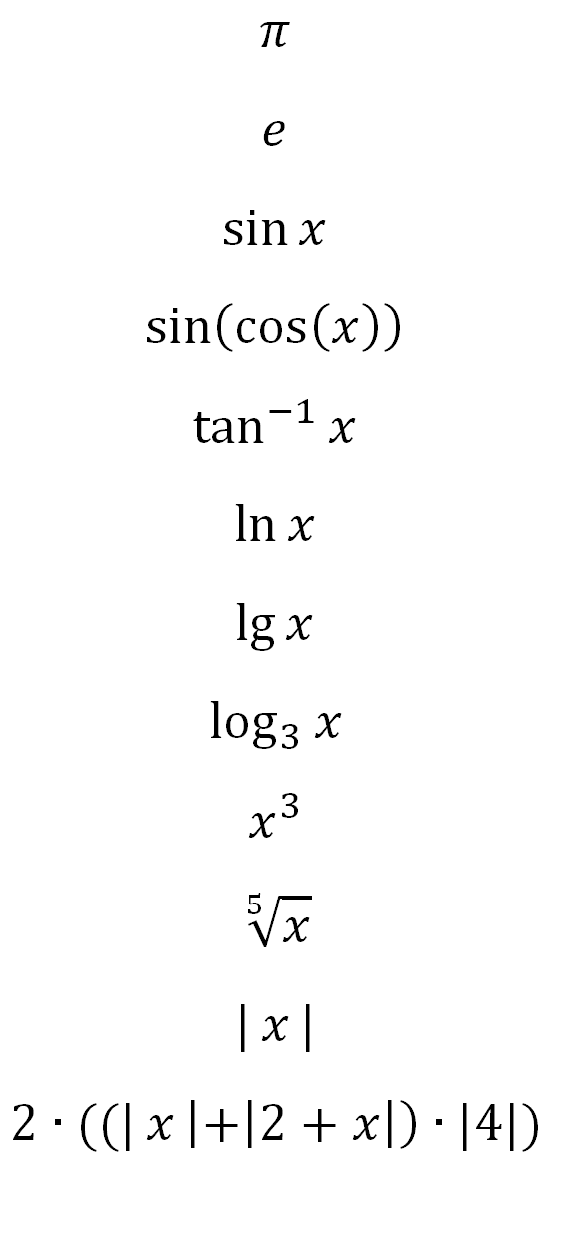 π
e
sin x
sin(cos(x))
tan⁻¹ x
ln x
lg x
log₃ x
x³
⁵√x
| x |
2 · ((| x |+|2 + x|) · |4|)